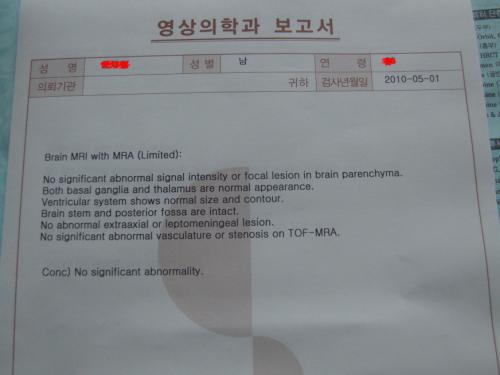 영상의학과 보고서
성 명 성 별 남 연 령
의뢰기관 귀하 검사년월일 2010-05-01
Brain MRI with MRA (Limited):
No significant abnormal signal intensity or focal lesion in brain parenchyma.
Both basal ganglia and thalamus are normal appearance.
Ventricular system shows normal size and contour.
Brain stem and posterior fossa are intact.
No abnormal extraaxial or leptomeningeal lesion.
No significant abnormal vasculature or stenosis on TOF-MRA.
Conc) No significant abnormality.